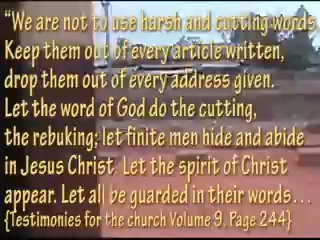 “We are not to use harsh and cutting words
Keep them out of every article written,
drop them out of every address given.
Let the word of God do the cutting,
the rebuking; let finite men hide and abide
in Jesus Christ. Let the spirit of Christ
appear. Let all be guarded in their words…
{Testimonies for the church Volume 9, Page 244}